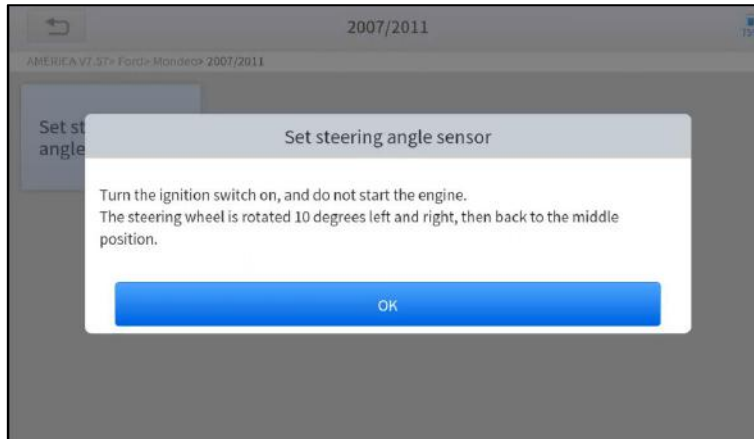 2007/2011
AMERICA V7.57> Ford> Mondeo> 2007/2011
Set st
angle
Set steering angle sensor
Turn the ignition switch on, and do not start the engine.
The steering wheel is rotated 10 degrees left and right, then back to the middle
position.
OK